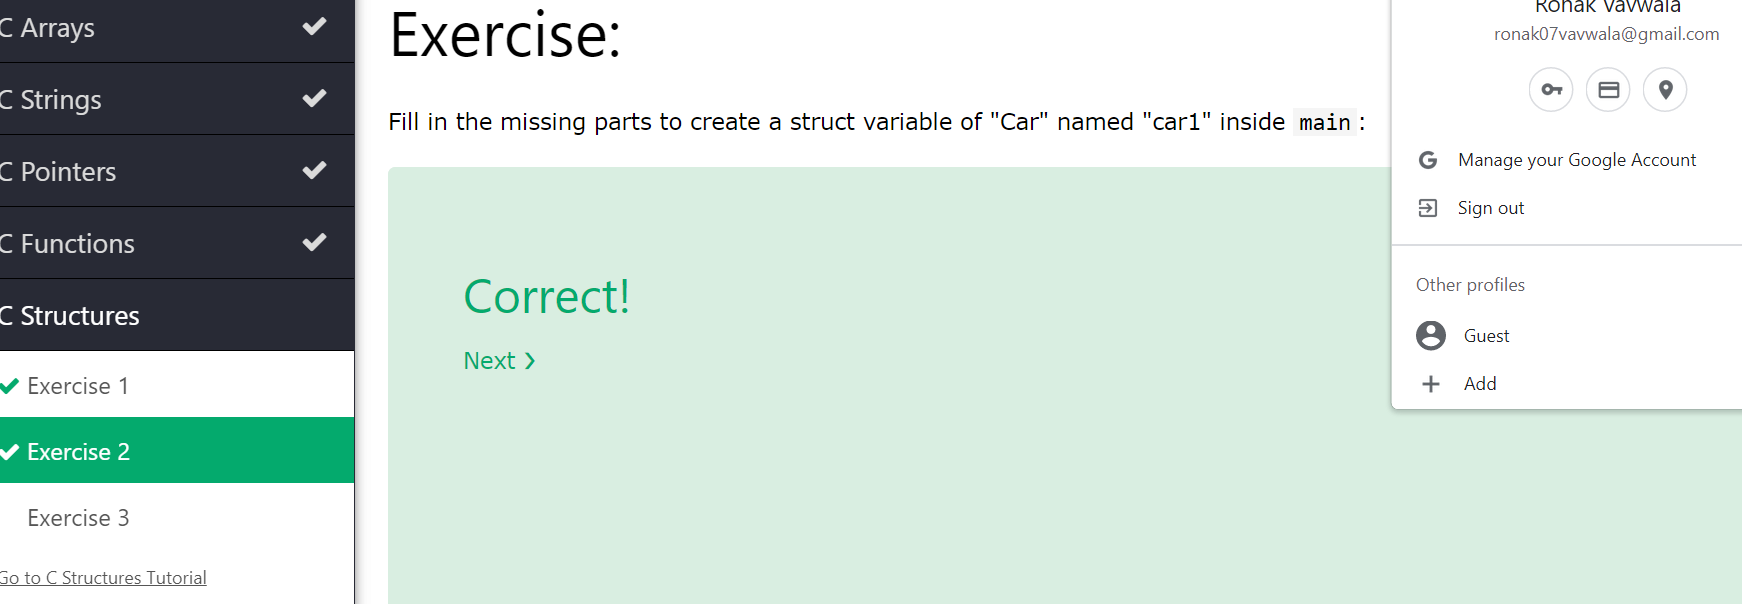 C Arrays
C Strings
C Pointers
C Functions
C Structures
Exercise 1
Exercise 2
Exercise 3
Go to C Structures Tutorial
Exercise:
Fill in the missing parts to create a struct variable of "Car" named "car1" inside main:
Correct!
Next ❯
Ronak Vavwala
ronak07vavwala@gmail.com
Manage your Google Account
Sign out
Other profiles
Guest
Add